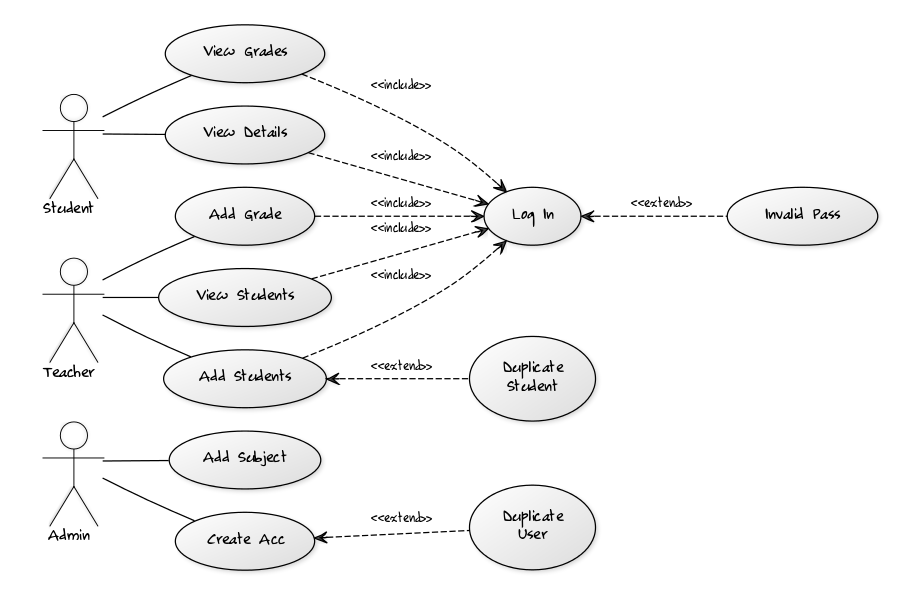 View Grades
<<include>>
View Details
<<include>>
Student
Add Grade
<<include>>
Log In
<<extend>>
Invalid Pass
<<include>>
View Students
<<include>>
Teacher
Add Students
<<extend>>
Duplicate
Student
Add Subject
Admin
Create Acc
<<extend>>
Duplicate
User